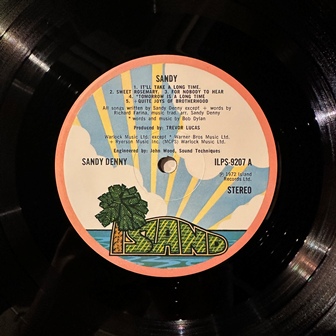 SANDY
1. IT'LL TAKE A LONG TIME.
2. SWEET ROSEMARY. 3. FOR NOBODY TO HEAR
4. *TOMORROW IS A LONG TIME
5. + QUITE JOYS OF BROTHERHOOD
All songs written by Sandy Denny except + words by
Richard Farina, music trad. arr. Sandy Denny
* words and music by Bob Dylan
Produced by: TREVOR LUCAS
Warlock Music Ltd. except * Warner Bros Music Ltd.
+ Ryerson Music Inc. (MCPS) Warlock Music Ltd.
Engineered by: John Wood, Sound Techniques
SANDY DENNY
ILPS-9207 A
℗ 1972 Island
Records Ltd.
STEREO
ISLAND